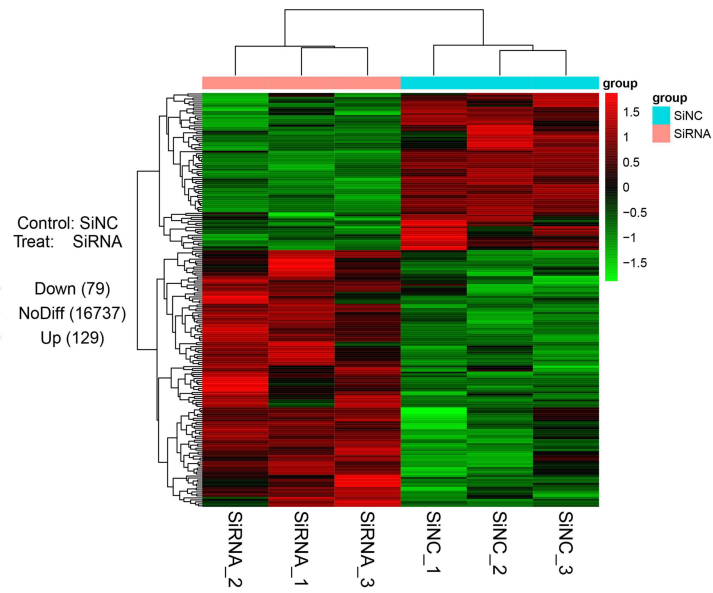 group
1.5
1
0.5
0
−0.5
−1
−1.5
group
SiNC
SiRNA
Control: SiNC
Treat: SiRNA
Down (79)
NoDiff (16737)
Up (129)
SiRNA_2
SiRNA_1
SiRNA_3
SiNC_1
SiNC_2
SiNC_3